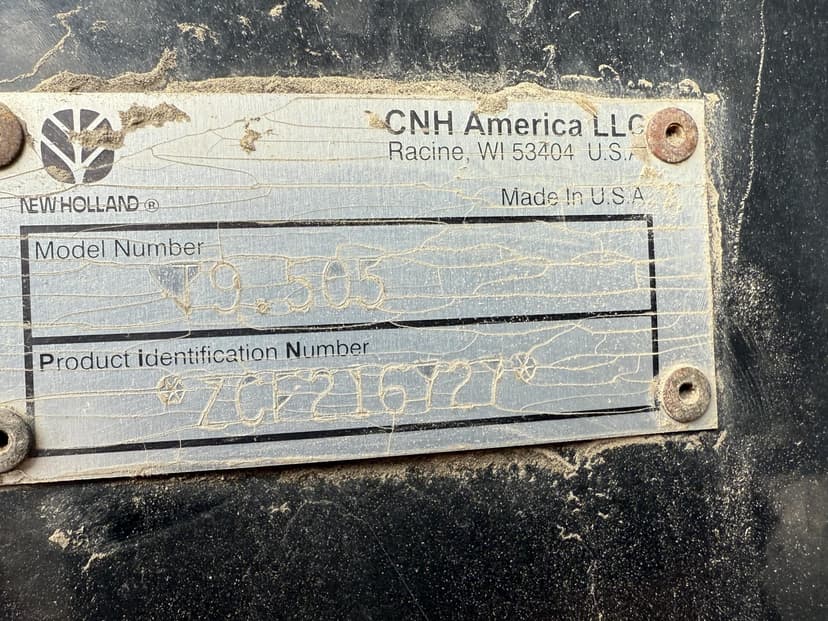 CNH America LLC
Racine, WI 53404 U.S.A
NEW HOLLAND ®
Made In U.S.A
Model Number
T9.505
Product Identification Number
*ZCF216727*